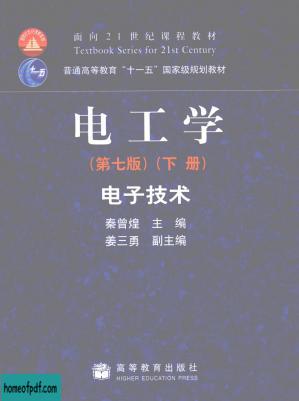 面向21世纪课程教材
Textbook Series for 21st Century
普通高等教育“十一五”国家级规划教材
电工学
(第七版)(下册)
电子技术
秦曾煌 主编
姜三勇 副主编
高等教育出版社
HIGHER EDUCATION PRESS
homeofpdf.com